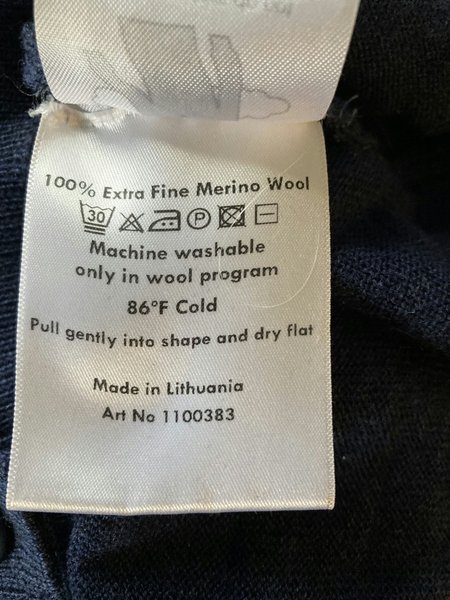 100% Extra Fine Merino Wool
30 P
Machine washable
only in wool program
86°F Cold
Pull gently into shape and dry flat
Made in Lithuania
Art No 1100383